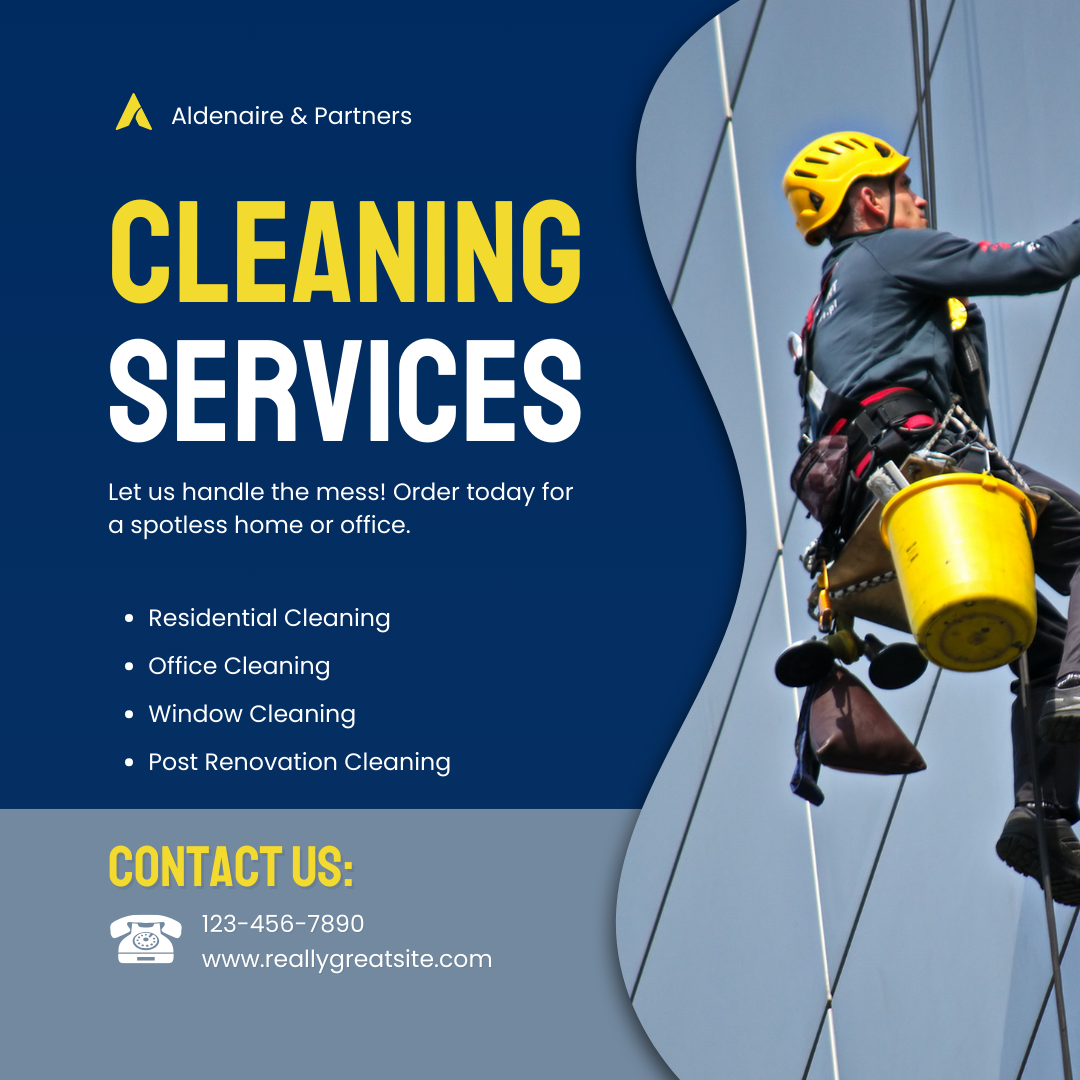 Aldenaire & Partners
CLEANING
SERVICES
Let us handle the mess! Order today for
a spotless home or office.
• Residential Cleaning
• Office Cleaning
• Window Cleaning
• Post Renovation Cleaning
CONTACT US:
123-456-7890
www.reallygreatsite.com